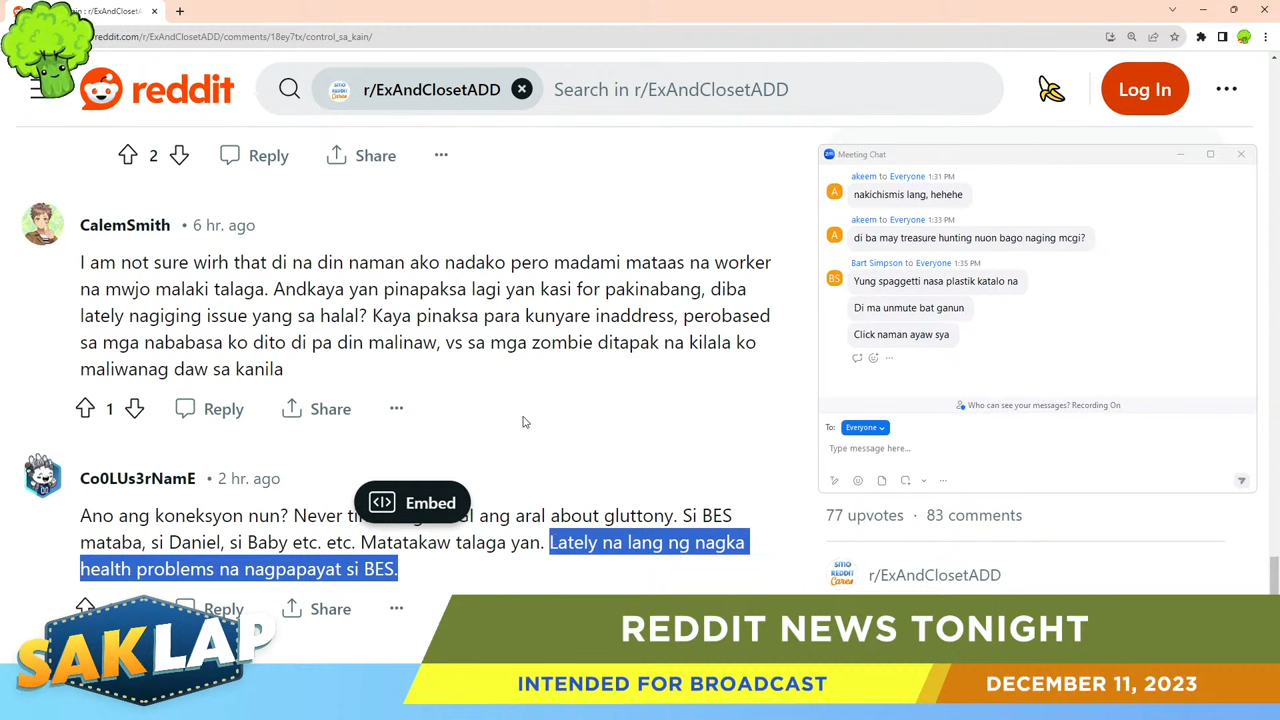 : r/ExAndClosetADD
reddit.com/r/ExAndClosetADD/comments/18ey7tx/control_sa_kain/
reddit
r/ExAndClosetADD
Search in r/ExAndClosetADD
Log In
2
Reply
Share
CalemSmith • 6 hr. ago
I am not sure wirh that di na din naman ako nadako pero madami mataas na worker
na mwjo malaki talaga. Andkaya yan pinapaksa lagi yan kasi for pakinabang, diba
lately nagiging issue yang sa halal? Kaya pinaksa para kunyare inaddress, perobased
sa mga nababasa ko dito di pa din malinaw, vs sa mga zombie ditapak na kilala ko
maliwanag daw sa kanila
1
Reply
Share
Co0LUs3rNamE • 2 hr. ago
Ano ang koneksyon nun? Never ang aral about gluttony. Si BES
mataba, si Daniel, si Baby etc. etc. Matatakaw talaga yan. Lately na lang ng nagka
health problems na nagpapayat si BES.
Embed
Reply
Share
Meeting Chat
akeem to Everyone 1:31 PM
A
nakichismis lang, hehehe
akeem to Everyone 1:33 PM
A
di ba may treasure hunting nuon bago naging mcgi?
Bart Simpson to Everyone 1:35 PM
BS
Yung spaggetti nasa plastik katalo na
Di ma unmute bat ganun
Click naman ayaw sya
Who can see your messages? Recording On
To: Everyone
Type message here...
77 upvotes • 83 comments
SITIO
REDDIT
Cares
r/ExAndClosetADD
SAKLAP
REDDIT NEWS TONIGHT
INTENDED FOR BROADCAST
DECEMBER 11, 2023